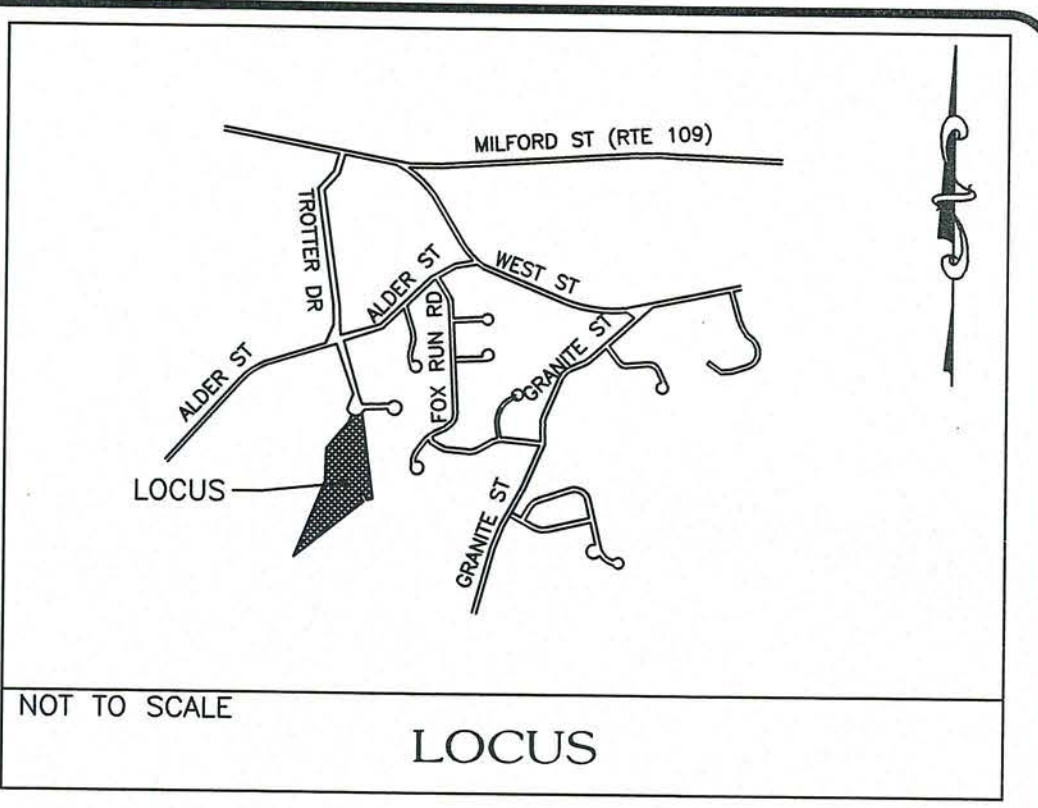 MILFORD ST (RTE 109)
TROTTER DR
ALDER ST
WEST ST
ALDER ST
FOX RUN RD
GRANITE ST
LOCUS
GRANITE ST
NOT TO SCALE
LOCUS